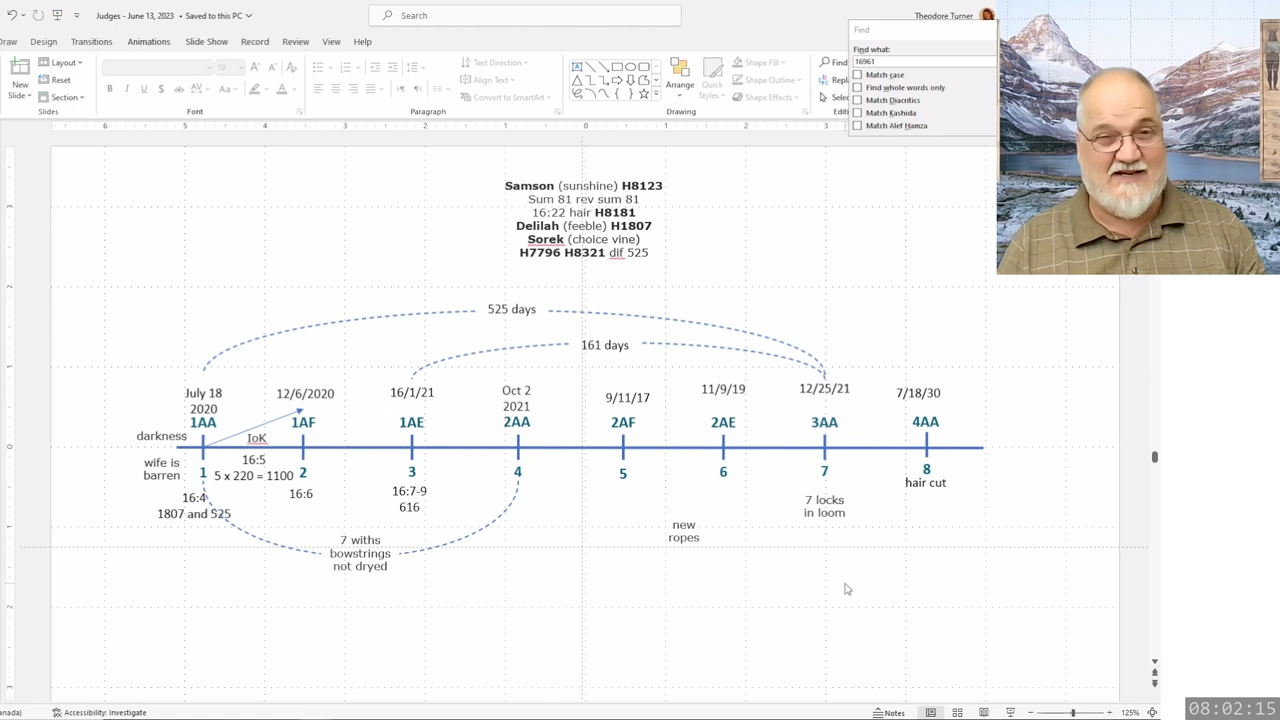 Judges - June 13, 2023 • Saved to this PC
Search
Theodore Turner
Draw Design Transitions Animations Slide Show Record Review View Help
Find
Find what:
16961
Match case
Find whole words only
Match Diacritics
Match Kashida
Match Alef Hamza
New Slide
Layout
Reset
Section
Slides
Font
Text Direction
Align Text
Convert to SmartArt
Paragraph
Arrange
Quick Styles
Shape Fill
Shape Outline
Shape Effects
Drawing
Samson (sunshine) H8123
Sum 81 rev sum 81
16:22 hair H8181
Delilah (feeble) H1807
Sorek (choice vine)
H7796 H8321 dif 525
525 days
161 days
July 18
2020
12/6/2020
16/1/21
Oct 2
2021
9/11/17
11/9/19
12/25/21
7/18/30
1AA 1AF 1AE 2AA 2AF 2AE 3AA 4AA
darkness
IoK
wife is
barren
1 2 3 4 5 6 7 8
16:5
5 x 220 = 1100
16:4
1807 and 525
16:6
16:7-9
616
hair cut
7 locks
in loom
new
ropes
7 withs
bowstrings
not dryed
Accessibility: Investigate
Notes
125%
08:02:15